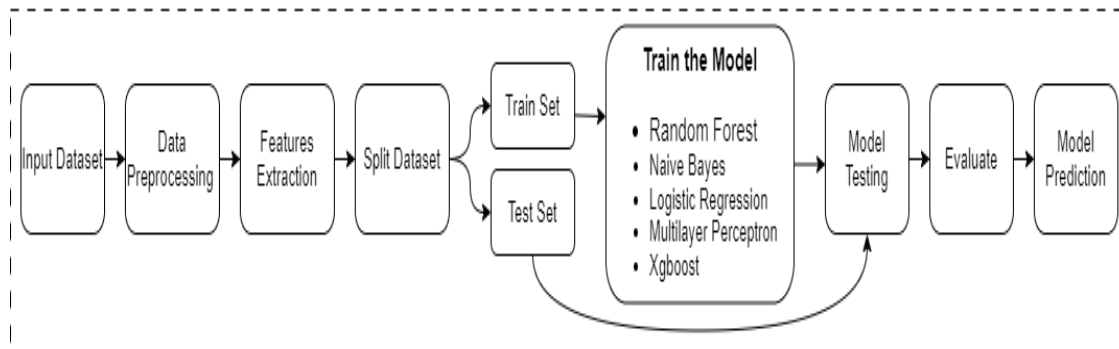 Input Dataset
Data
Preprocessing
Features
Extraction
Split Dataset
Train Set
Test Set
Train the Model
• Random Forest
• Naive Bayes
• Logistic Regression
• Multilayer Perceptron
• Xgboost
Model
Testing
Evaluate
Model
Prediction